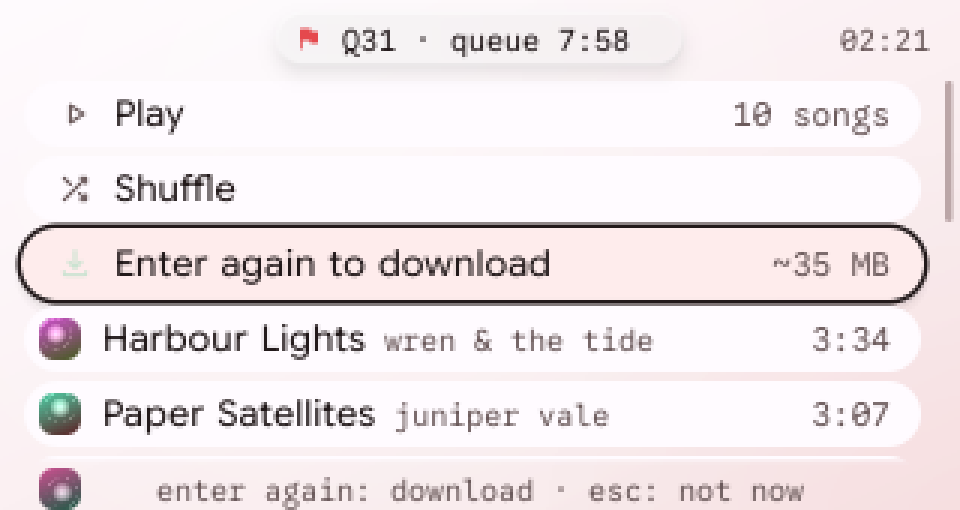 Q31 · queue 7:58 02:21
Play 10 songs
Shuffle
Enter again to download ~35 MB
Harbour Lights wren & the tide 3:34
Paper Satellites juniper vale 3:07
enter again: download · esc: not now